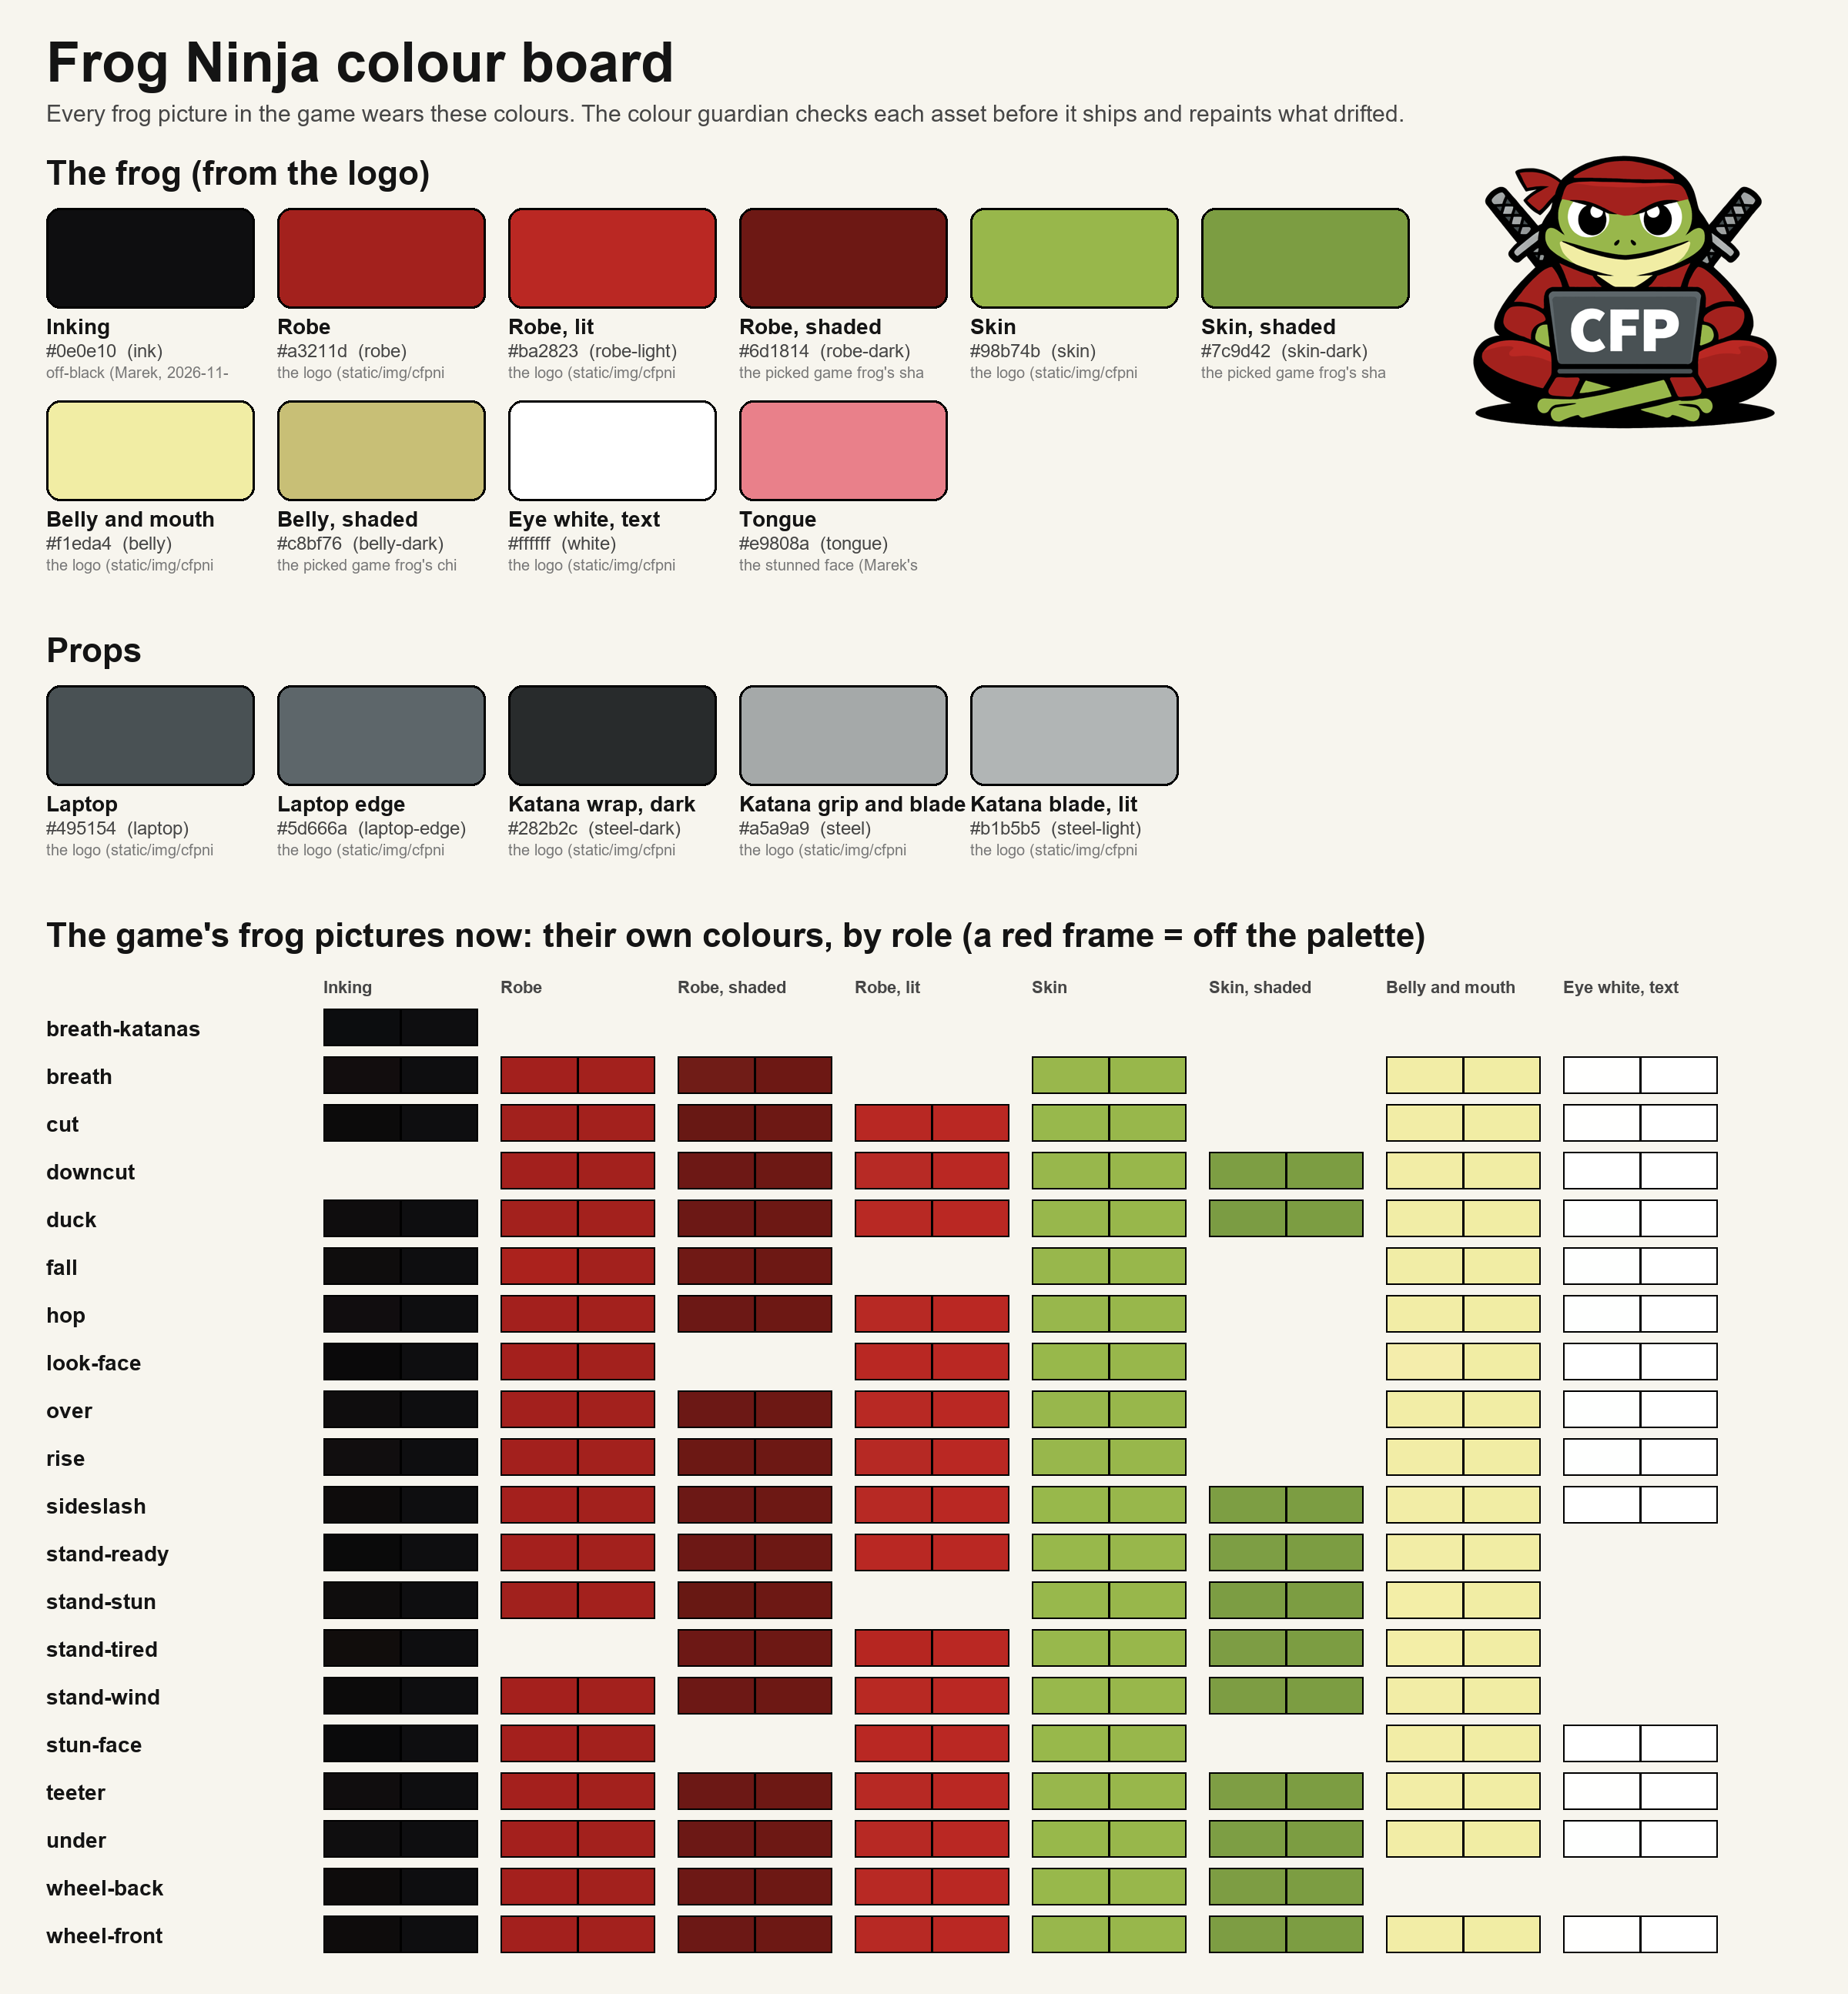 Frog Ninja colour board
Every frog picture in the game wears these colours. The colour guardian checks each asset before it ships and repaints what drifted.
The frog (from the logo)
CFP
Inking
#0e0e10 (ink)
off-black (Marek, 2026-11-
Robe
#a3211d (robe)
the logo (static/img/cfpni
Robe, lit
#ba2823 (robe-light)
the logo (static/img/cfpni
Robe, shaded
#6d1814 (robe-dark)
the picked game frog's sha
Skin
#98b74b (skin)
the logo (static/img/cfpni
Skin, shaded
#7c9d42 (skin-dark)
the picked game frog's sha
Belly and mouth
#f1eda4 (belly)
the logo (static/img/cfpni
Belly, shaded
#c8bf76 (belly-dark)
the picked game frog's chi
Eye white, text
#ffffff (white)
the logo (static/img/cfpni
Tongue
#e9808a (tongue)
the stunned face (Marek's
Props
Laptop
#495154 (laptop)
the logo (static/img/cfpni
Laptop edge
#5d666a (laptop-edge)
the logo (static/img/cfpni
Katana wrap, dark
#282b2c (steel-dark)
the logo (static/img/cfpni
Katana grip and blade
#a5a9a9 (steel)
the logo (static/img/cfpni
Katana blade, lit
#b1b5b5 (steel-light)
the logo (static/img/cfpni
The game's frog pictures now: their own colours, by role (a red frame = off the palette)
Inking Robe Robe, shaded Robe, lit Skin Skin, shaded Belly and mouth Eye white, text
breath-katanas
breath
cut
downcut
duck
fall
hop
look-face
over
rise
sideslash
stand-ready
stand-stun
stand-tired
stand-wind
stun-face
teeter
under
wheel-back
wheel-front